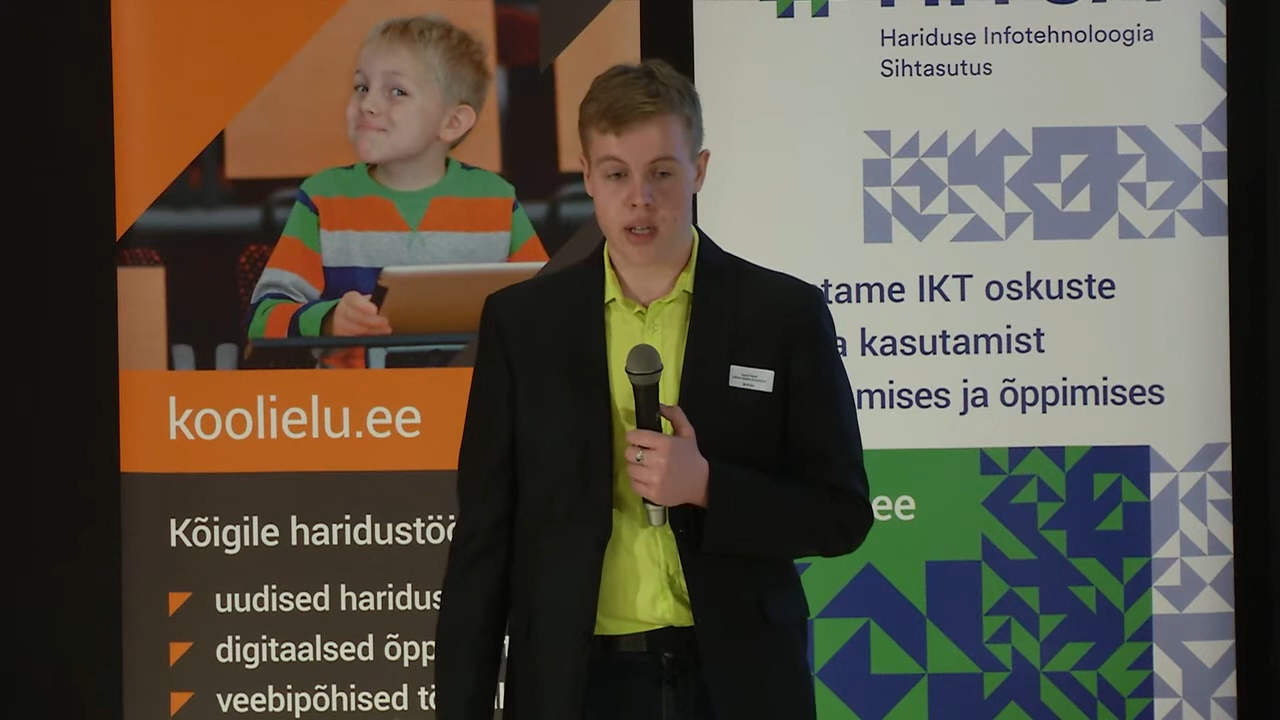 koolielu.ee
Kõigile haridustöö
uudised haridus
digitaalsed õpp
veebipõhised tö
Hariduse Infotehnoloogia
Sihtasutus
tame IKT oskuste
a kasutamist
mises ja õppimises
ee